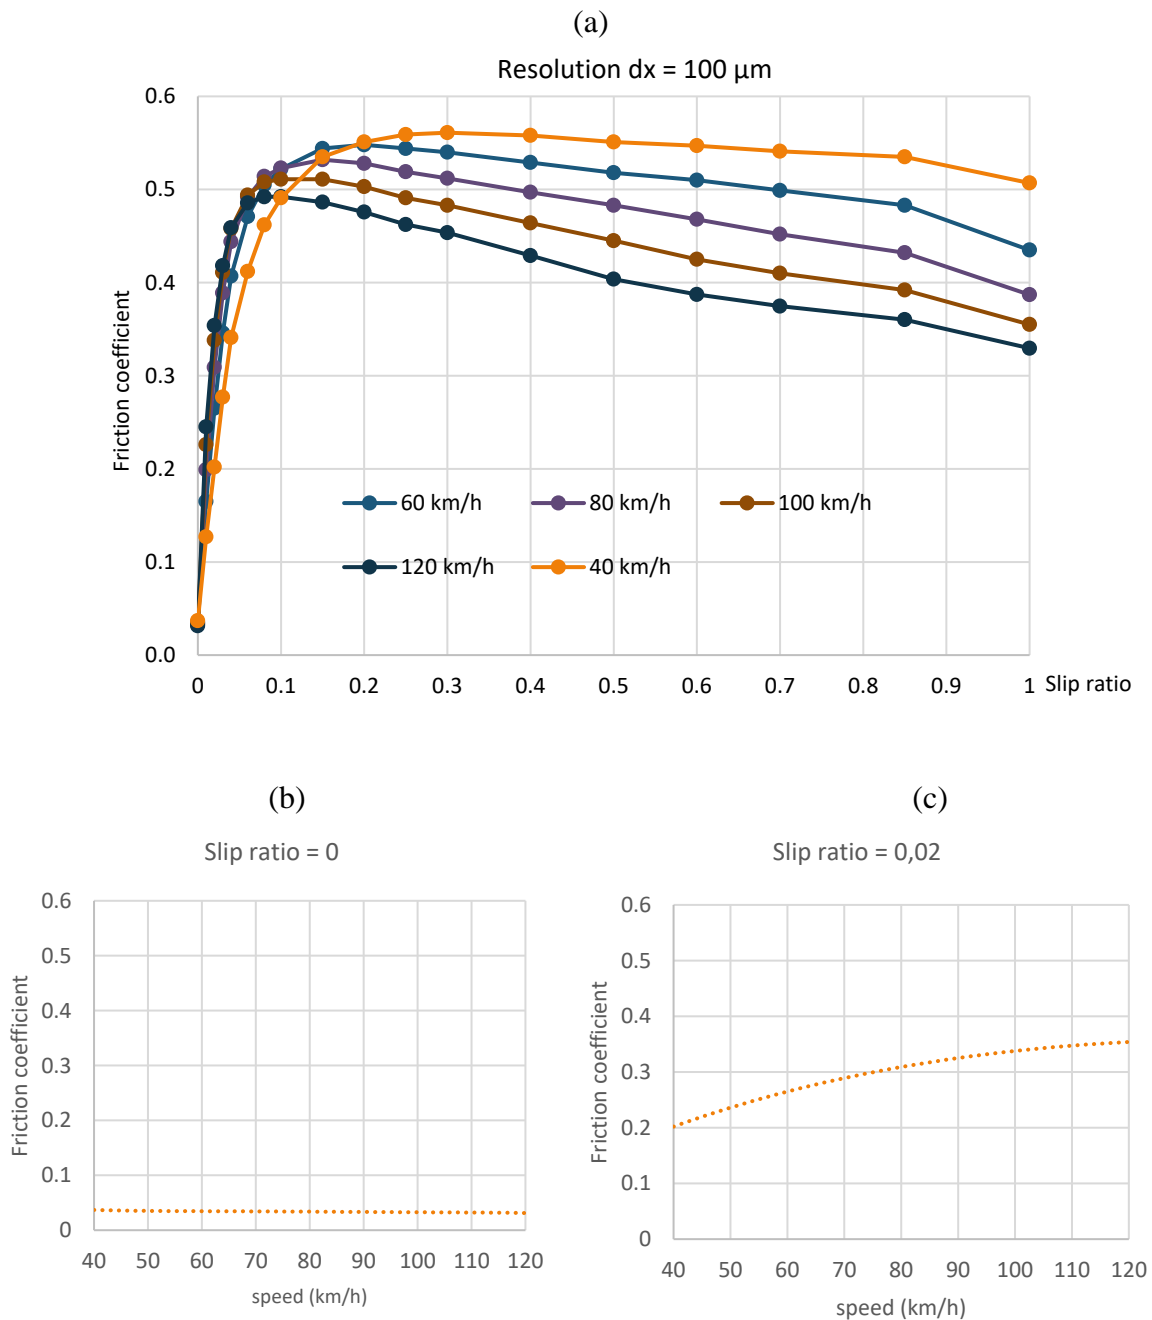 (a)
Resolution dx = 100 µm
Friction coefficient
0.6
0.5
0.4
0.3
0.2
0.1
0.0
60 km/h 80 km/h 100 km/h
120 km/h 40 km/h
0 0.1 0.2 0.3 0.4 0.5 0.6 0.7 0.8 0.9 1 Slip ratio
(b)
Slip ratio = 0
Friction coefficient
0.6
0.5
0.4
0.3
0.2
0.1
0
40 50 60 70 80 90 100 110 120
speed (km/h)
(c)
Slip ratio = 0,02
Friction coefficient
0.6
0.5
0.4
0.3
0.2
0.1
0
40 50 60 70 80 90 100 110 120
speed (km/h)